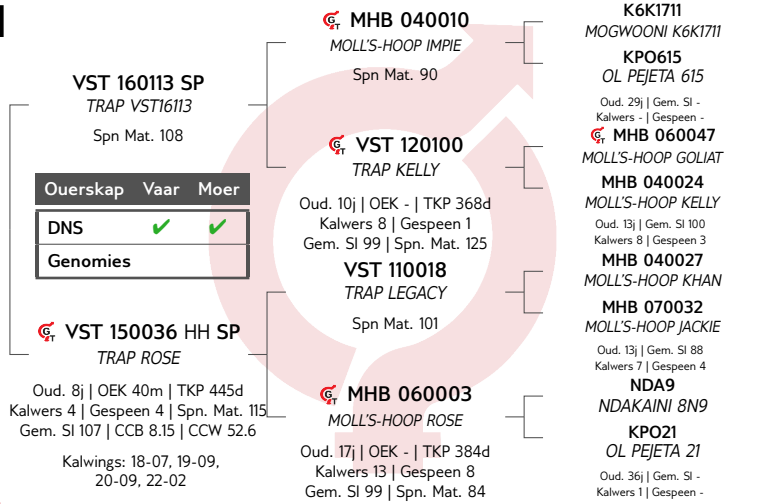 VST 160113 SP
TRAP VST16113
Spn Mat. 108
Ouerskap Vaar Moer
DNS ✔ ✔
Genomies
GT VST 150036 HH SP
TRAP ROSE
Oud. 8j | OEK 40m | TKP 445d
Kalwers 4 | Gespeen 4 | Spn. Mat. 115
Gem. SI 107 | CCB 8.15 | CCW 52.6
Kalwings: 18-07, 19-09,
20-09, 22-02
GT MHB 040010
MOLL'S-HOOP IMPIE
Spn Mat. 90
GT VST 120100
TRAP KELLY
Oud. 10j | OEK - | TKP 368d
Kalwers 8 | Gespeen 1
Gem. SI 99 | Spn. Mat. 125
VST 110018
TRAP LEGACY
Spn Mat. 101
GT MHB 060003
MOLL'S-HOOP ROSE
Oud. 17j | OEK - | TKP 384d
Kalwers 13 | Gespeen 8
Gem. SI 99 | Spn. Mat. 84
K6K1711
MOGWOONI K6K1711
KPO615
OL PEJETA 615
Oud. 29j | Gem. SI -
Kalwers - | Gespeen -
GT MHB 060047
MOLL'S-HOOP GOLIAT
MHB 040024
MOLL'S-HOOP KELLY
Oud. 13j | Gem. SI 100
Kalwers 8 | Gespeen 3
MHB 040027
MOLL'S-HOOP KHAN
MHB 070032
MOLL'S-HOOP JACKIE
Oud. 13j | Gem. SI 88
Kalwers 7 | Gespeen 4
NDA9
NDAKAINI 8N9
KPO21
OL PEJETA 21
Oud. 36j | Gem. SI -
Kalwers 1 | Gespeen -